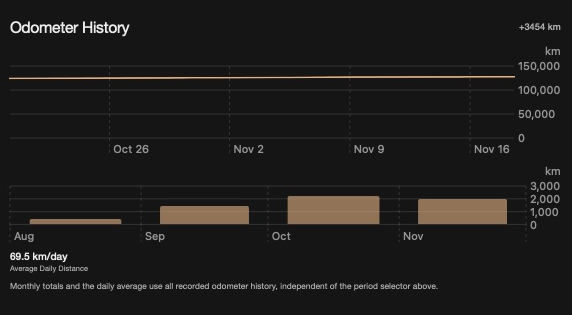 Odometer History
+3454 km
km
150,000
100,000
50,000
0
Oct 26
Nov 2
Nov 9
Nov 16
km
3,000
2,000
1,000
0
Aug
Sep
Oct
Nov
69.5 km/day
Average Daily Distance
Monthly totals and the daily average use all recorded odometer history, independent of the period selector above.